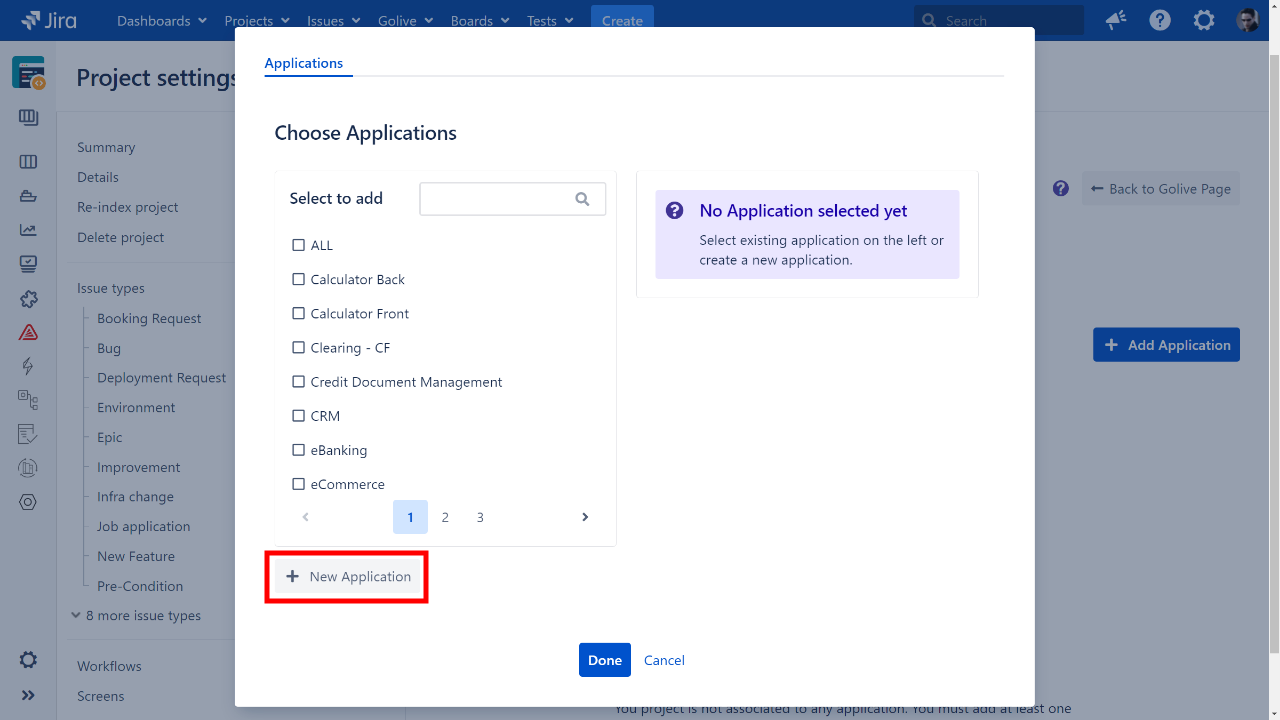 Jira
Dashboards
Projects
Issues
Golive
Boards
Tests
Create
Search
Project settings
Summary
Details
Re-index project
Delete project
Issue types
Booking Request
Bug
Deployment Request
Environment
Epic
Improvement
Infra change
Job application
New Feature
Pre-Condition
8 more issue types
Workflows
Screens
Applications
Choose Applications
Select to add
ALL
Calculator Back
Calculator Front
Clearing - CF
Credit Document Management
CRM
eBanking
eCommerce
1 2 3
+ New Application
No Application selected yet
Select existing application on the left or
create a new application.
Done
Cancel
? ← Back to Golive Page
+ Add Application
You project is not associated to any application. You must add at least one